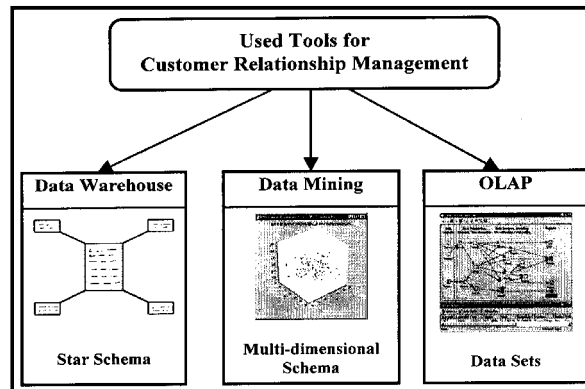 Used Tools for
Customer Relationship Management
Data Warehouse
Data Mining
OLAP
Star Schema
Multi-dimensional
Schema
Data Sets